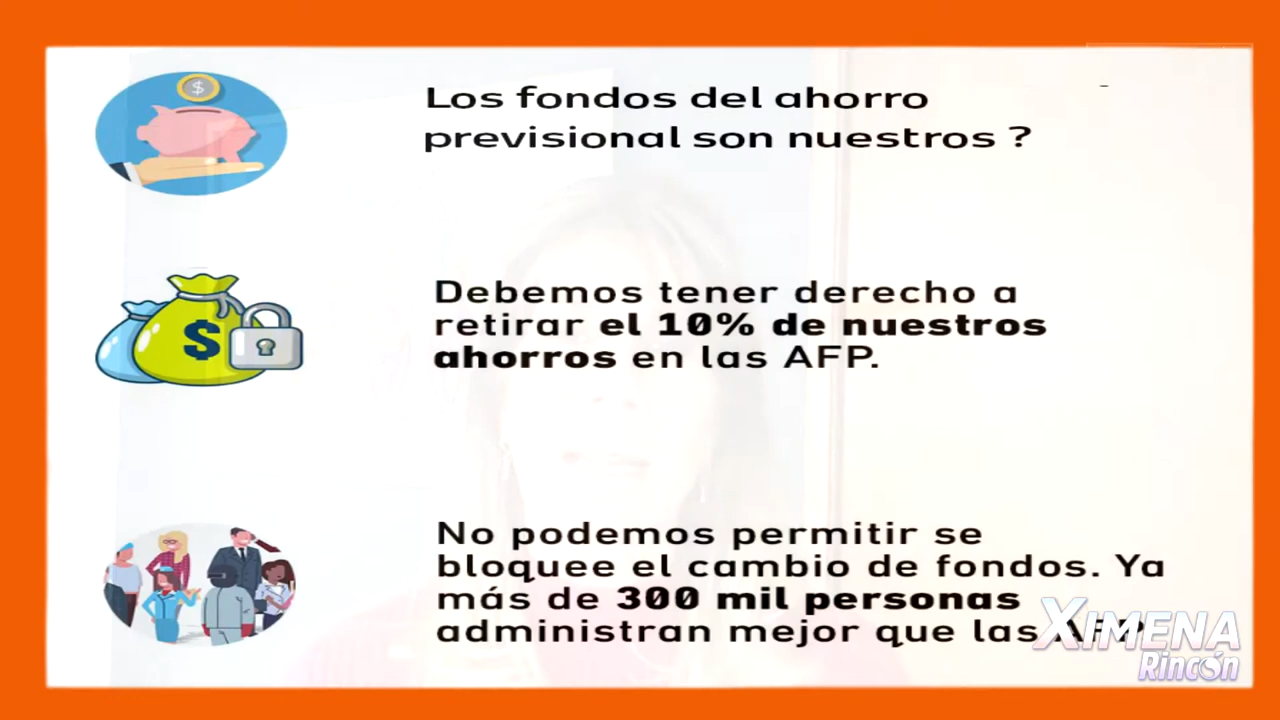 Los fondos del ahorro
previsional son nuestros ?
Debemos tener derecho a
retirar el 10% de nuestros
ahorros en las AFP.
No podemos permitir se
bloquee el cambio de fondos. Ya
más de 300 mil personas
administran mejor que las AFP
XIMENA
Rincón
$
$